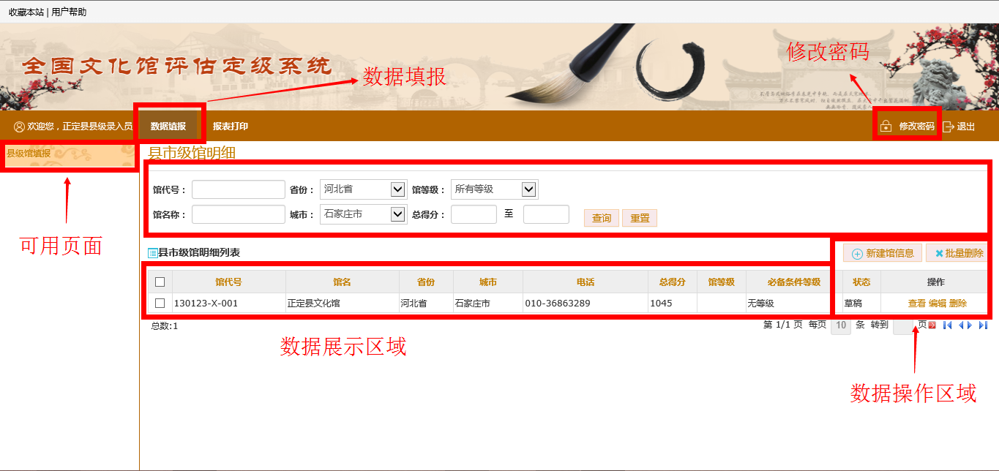 收藏本站 | 用户帮助
全国文化馆评估定级系统
数据填报
修改密码
欢迎您，正定县县级录入员
数据填报
报表打印
修改密码
退出
县级馆填报
可用页面
县市级馆明细
馆代号：
省份： 河北省
馆等级： 所有等级
馆名称：
城市： 石家庄市
总得分： 至
查询
重置
县市级馆明细列表
新建馆信息
批量删除
馆代号 馆名 省份 城市 电话 总得分 馆等级 必备条件等级 状态 操作
130123-X-001 正定县文化馆 河北省 石家庄市 010-36863289 1045 无等级 草稿 查看 编辑 删除
总数:1
第 1/1 页 每页 10 条 转到 页
数据展示区域
数据操作区域